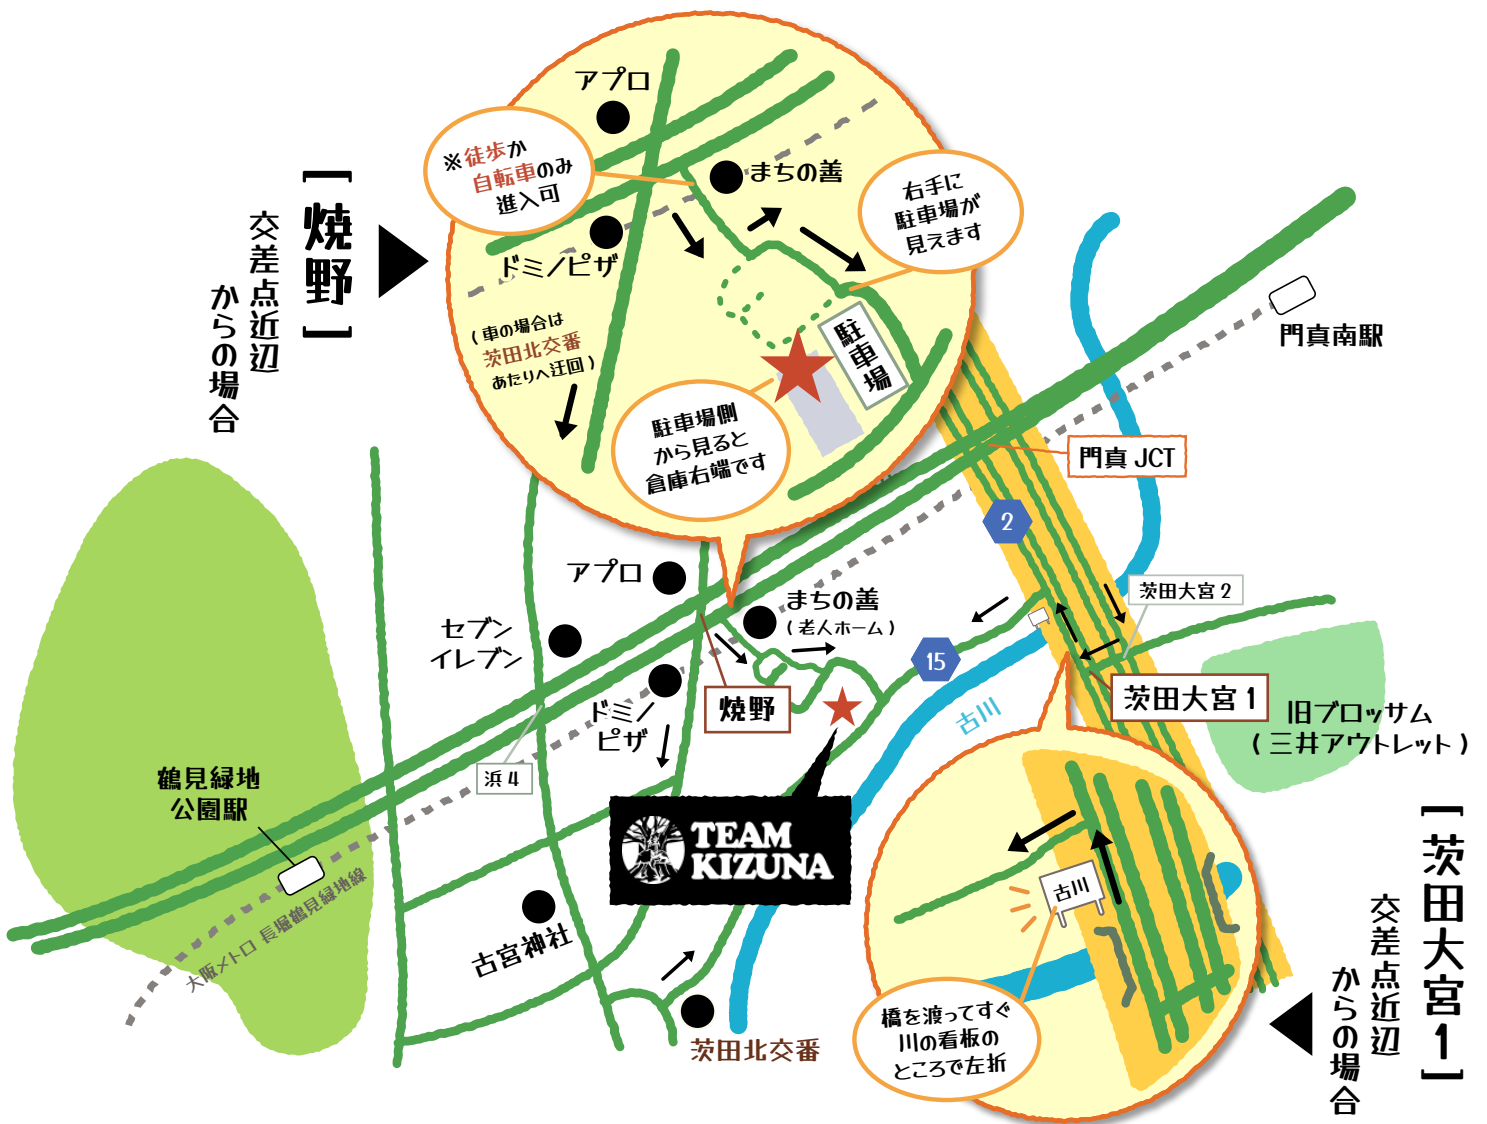 アプロ
※徒歩か
自転車のみ
進入可
まちの善
右手に
駐車場が
見えます
ドミノピザ
(車の場合は
茨田北交番
あたりへ迂回)
駐車場
駐車場側
から見ると
倉庫右端です
[焼野]
交差点近辺
からの場合
門真南駅
門真JCT
2
アプロ
まちの善
(老人ホーム)
セブン
イレブン
茨田大宮2
15
ドミノ
ピザ
焼野
茨田大宮1
古川
旧ブロッサム
(三井アウトレット)
浜4
鶴見緑地
公園駅
TEAM
KIZUNA
大阪メトロ 長堀鶴見緑地線
古宮神社
茨田北交番
古川
橋を渡ってすぐ
川の看板の
ところで左折
[茨田大宮1]
交差点近辺
からの場合